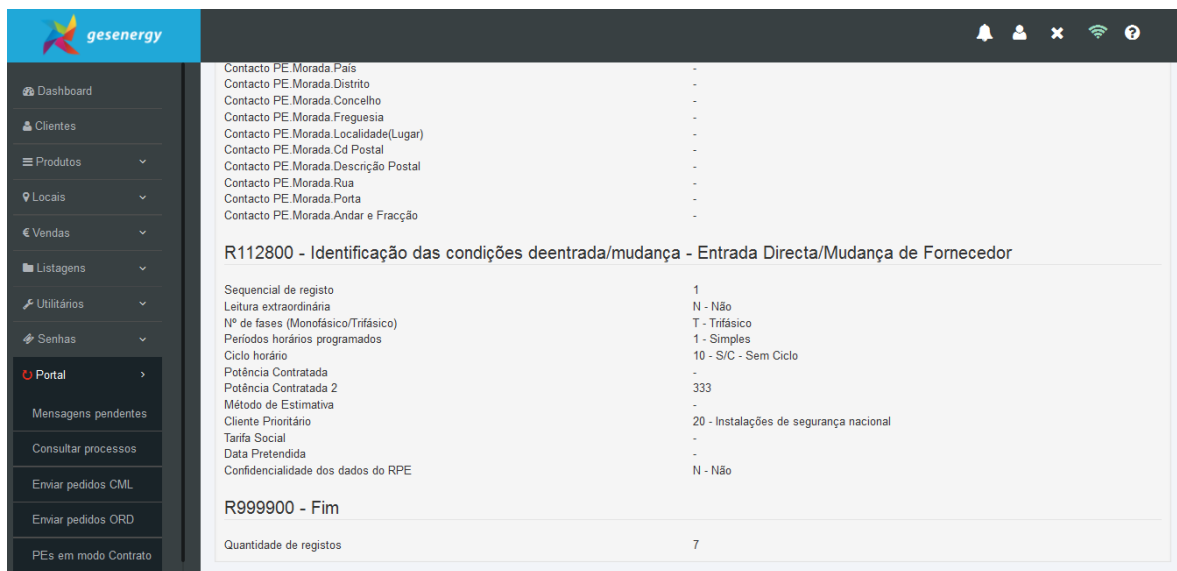 gesenergy
Dashboard
Clientes
Produtos
Locais
€ Vendas
Listagens
Utilitários
Senhas
Portal
Mensagens pendentes
Consultar processos
Enviar pedidos CML
Enviar pedidos ORD
PEs em modo Contrato
Contacto PE.Morada.País -
Contacto PE.Morada.Distrito -
Contacto PE.Morada.Concelho -
Contacto PE.Morada.Freguesia -
Contacto PE.Morada.Localidade(Lugar) -
Contacto PE.Morada.Cd Postal -
Contacto PE.Morada.Descrição Postal -
Contacto PE.Morada.Rua -
Contacto PE.Morada.Porta -
Contacto PE.Morada.Andar e Fracção -
R112800 - Identificação das condições deentrada/mudança - Entrada Directa/Mudança de Fornecedor
Sequencial de registo 1
Leitura extraordinária N - Não
Nº de fases (Monofásico/Trifásico) T - Trifásico
Períodos horários programados 1 - Simples
Ciclo horário 10 - S/C - Sem Ciclo
Potência Contratada -
Potência Contratada 2 333
Método de Estimativa -
Cliente Prioritário 20 - Instalações de segurança nacional
Tarifa Social -
Data Pretendida -
Confidencialidade dos dados do RPE N - Não
R999900 - Fim
Quantidade de registos 7